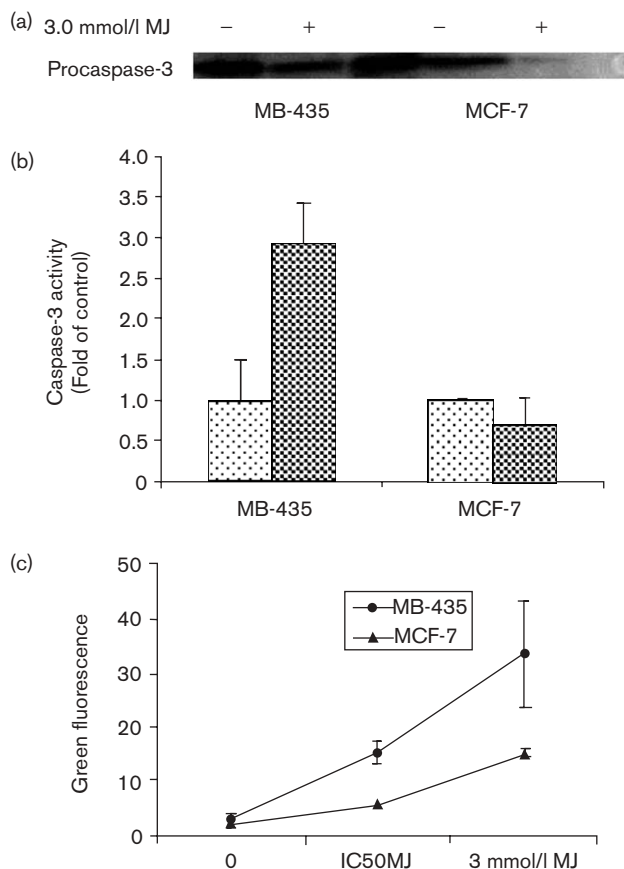 (a) 3.0 mmol/l MJ − + − +
Procaspase-3
MB-435 MCF-7
(b)
4.0
3.5
3.0
2.5
2.0
1.5
1.0
0.5
0
Caspase-3 activity
(Fold of control)
MB-435 MCF-7
(c)
50
40
30
20
10
0
Green fluorescence
MB-435
MCF-7
0 IC50MJ 3 mmol/l MJ